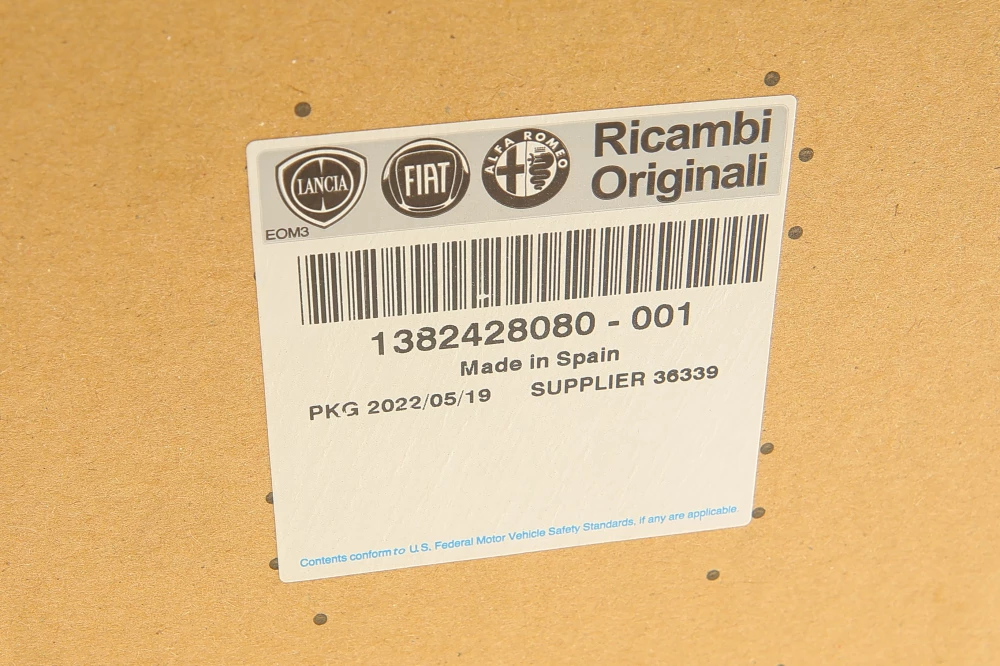 LANCIA
FIAT
ALFA ROMEO
Ricambi
Originali
EOM3
1382428080 - 001
Made in Spain
PKG 2022/05/19 SUPPLIER 36339
Contents conform to U.S. Federal Motor Vehicle Safety Standards, if any are applicable.